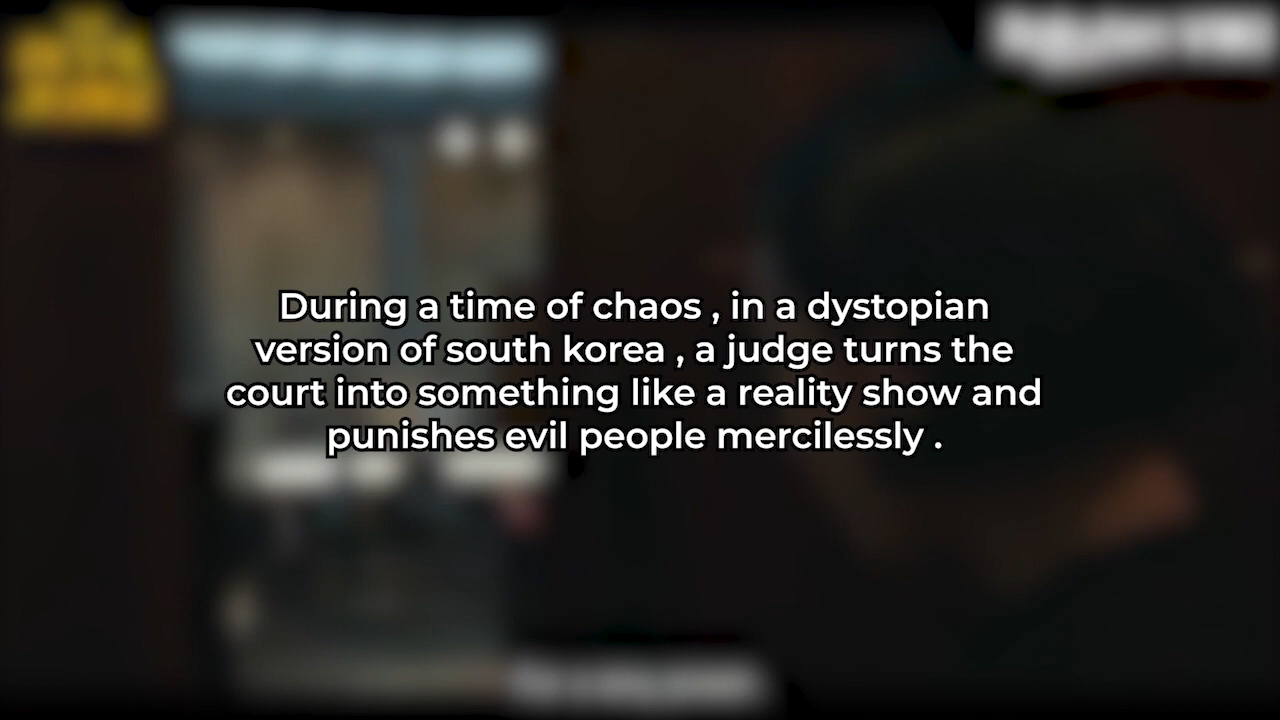 During a time of chaos , in a dystopian
version of south korea , a judge turns the
court into something like a reality show and
punishes evil people mercilessly .